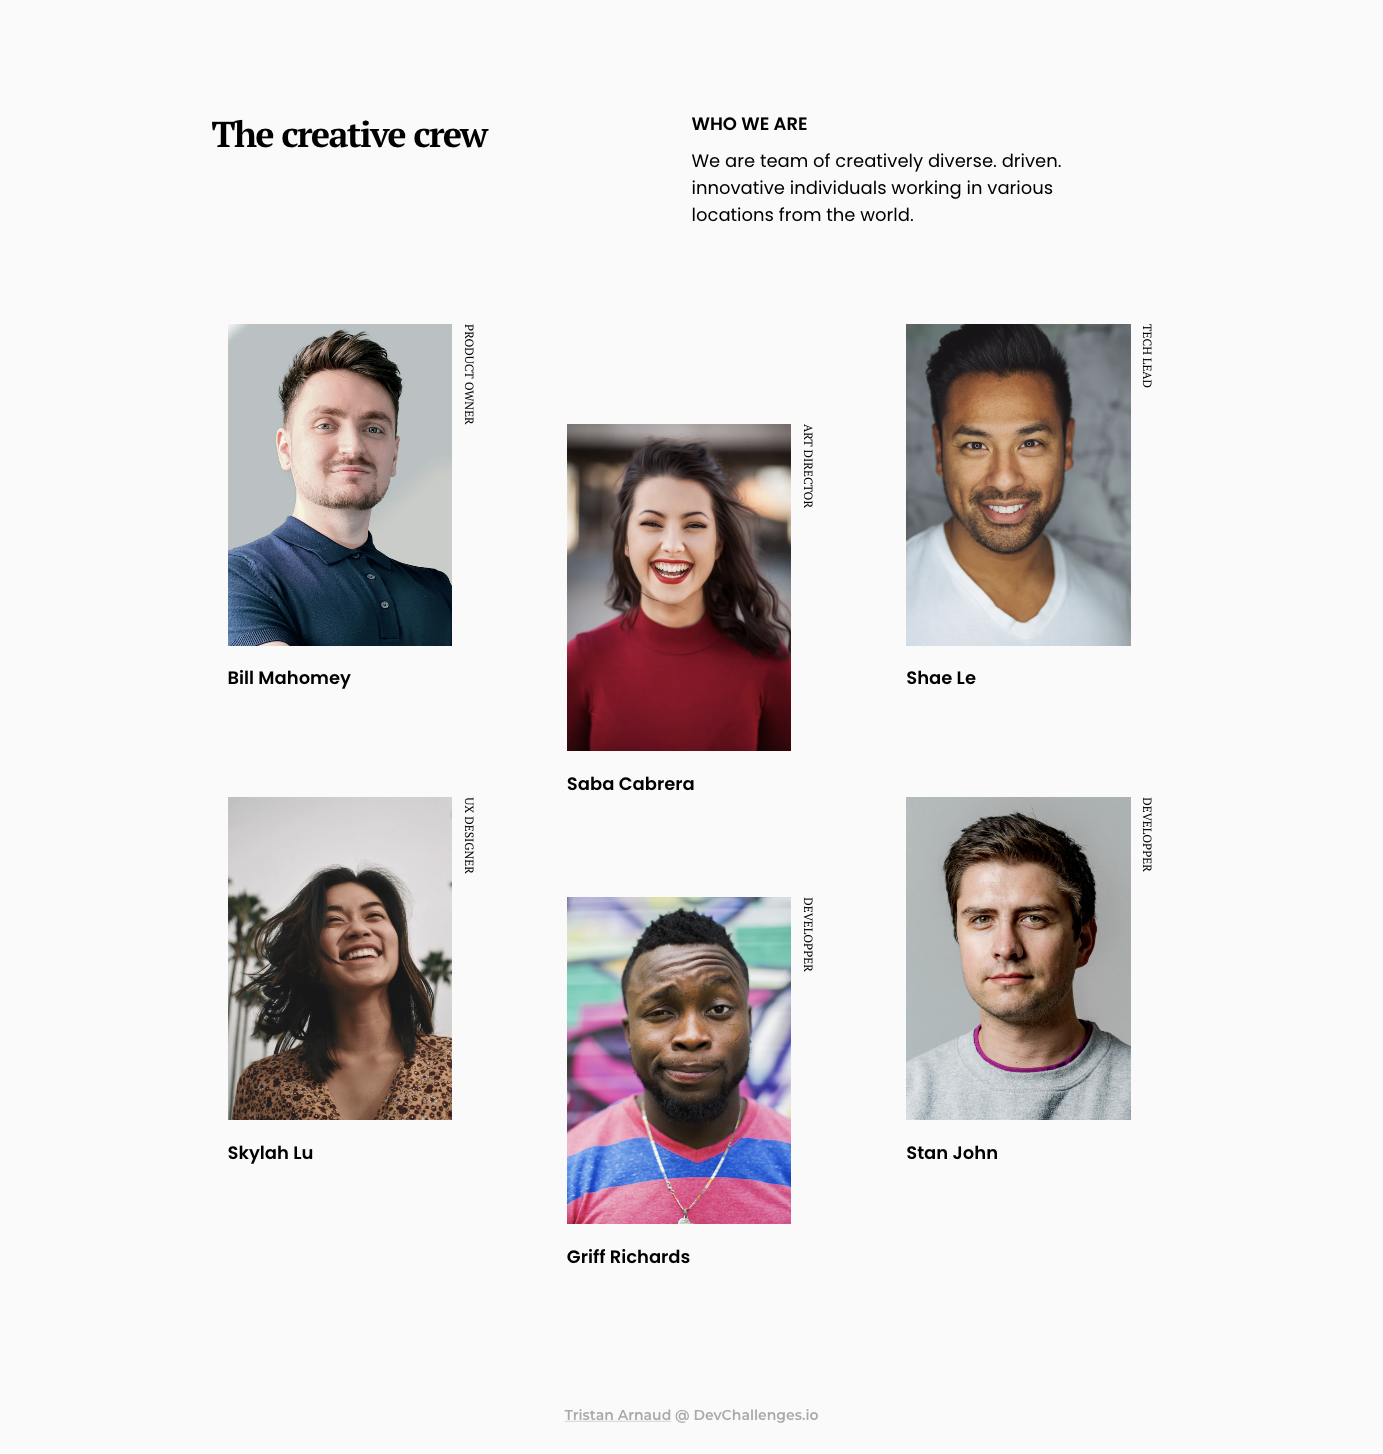 The creative crew
WHO WE ARE
We are team of creatively diverse. driven.
innovative individuals working in various
locations from the world.
PRODUCT OWNER
Bill Mahomey
ART DIRECTOR
Saba Cabrera
TECH LEAD
Shae Le
UX DESIGNER
Skylah Lu
DEVELOPPER
Griff Richards
DEVELOPPER
Stan John
Tristan Arnaud @ DevChallenges.io